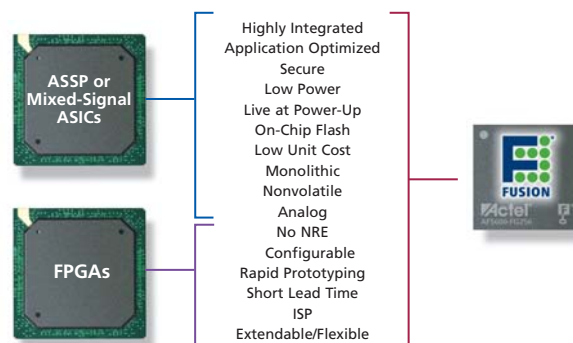 ASSP or
Mixed-Signal
ASICs
Highly Integrated
Application Optimized
Secure
Low Power
Live at Power-Up
On-Chip Flash
Low Unit Cost
Monolithic
Nonvolatile
Analog
No NRE
Configurable
Rapid Prototyping
Short Lead Time
ISP
Extendable/Flexible
FPGAs
FUSION
Actel